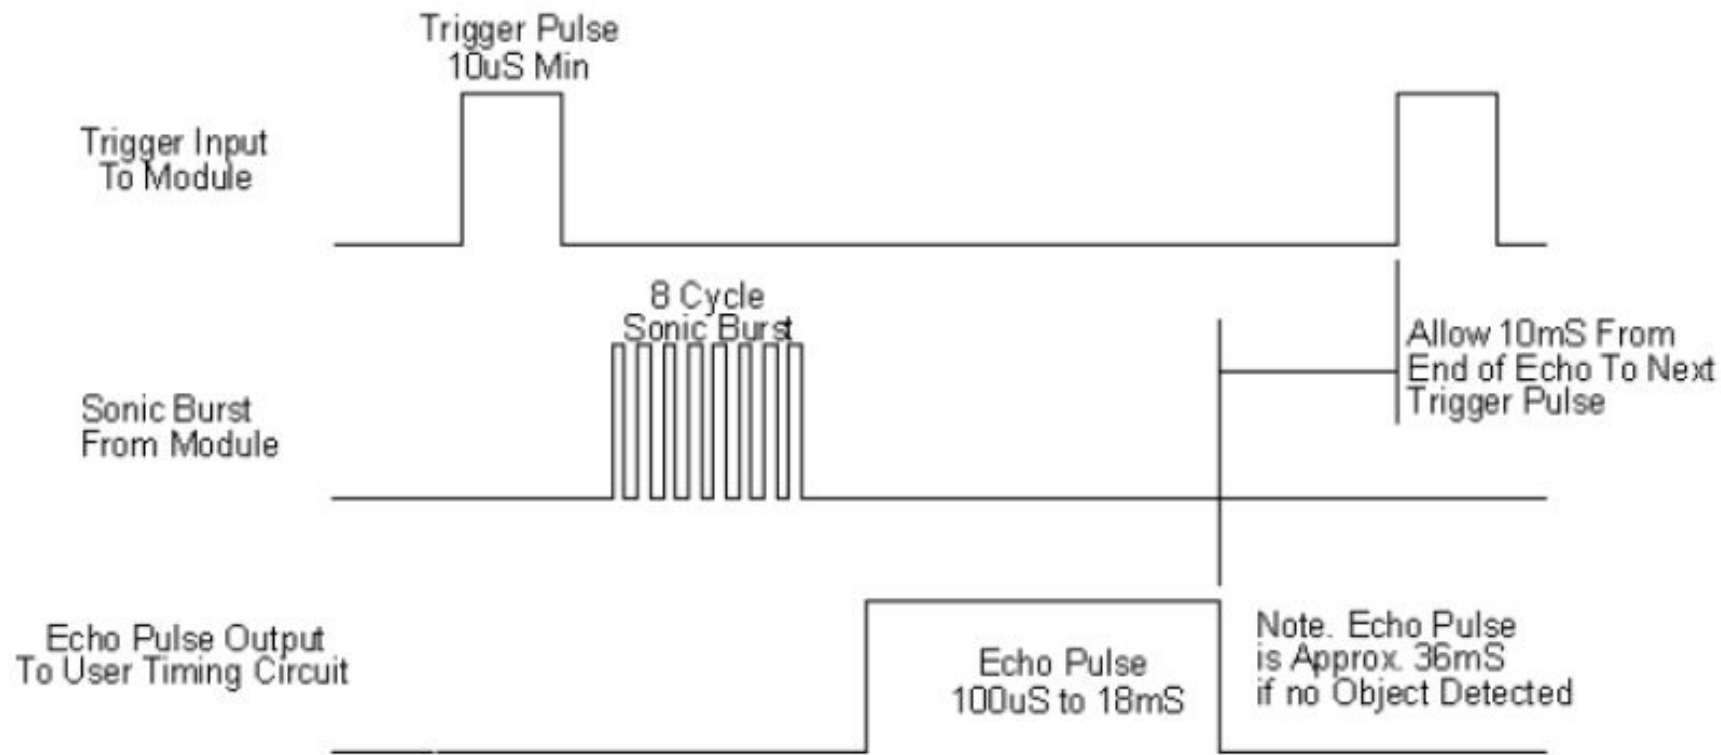 Trigger Pulse
10uS Min
Trigger Input
To Module
8 Cycle
Sonic Burst
Allow 10mS From
End of Echo To Next
Trigger Pulse
Sonic Burst
From Module
Echo Pulse Output
To User Timing Circuit
Echo Pulse
100uS to 18mS
Note. Echo Pulse
is Approx. 36mS
if no Object Detected